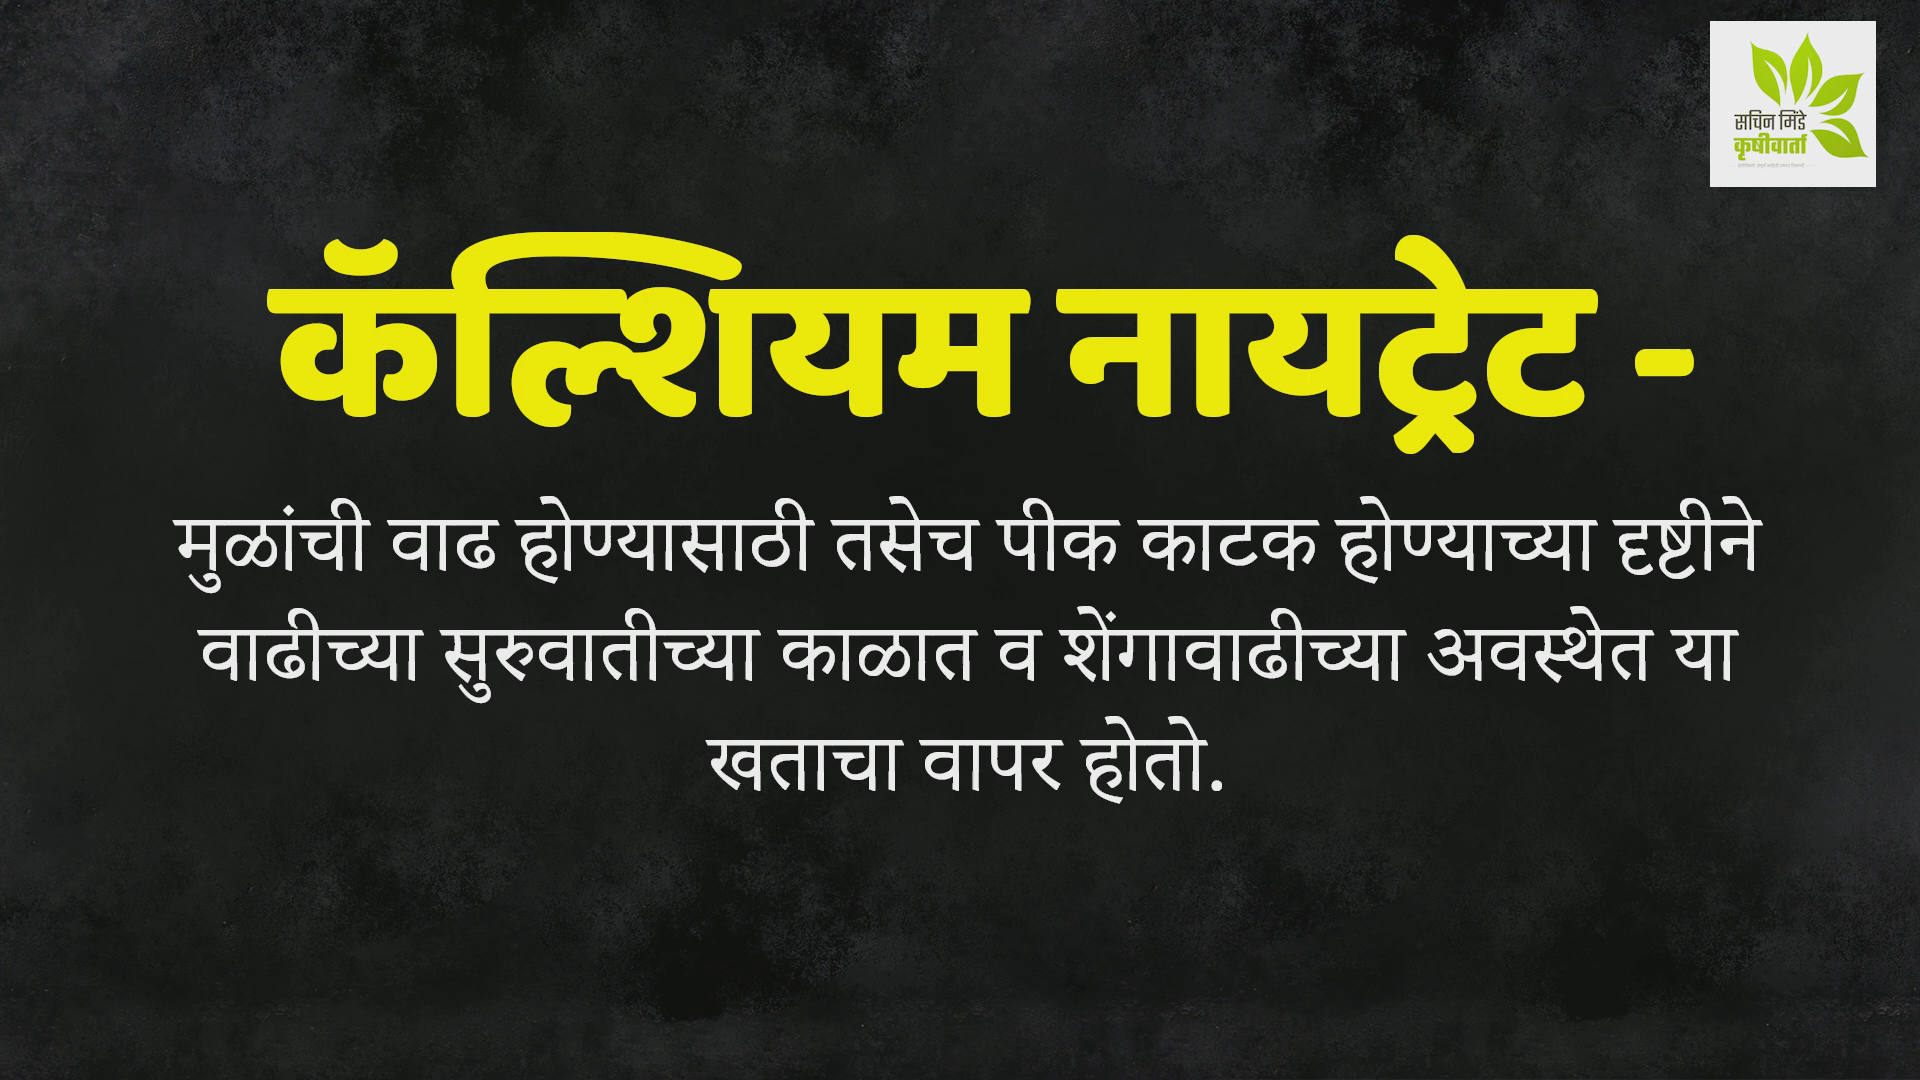 सचिन मिंडे
कृषीवार्ता
कॅल्शियम नायट्रेट -
मुळांची वाढ होण्यासाठी तसेच पीक काटक होण्याच्या दृष्टीने
वाढीच्या सुरुवातीच्या काळात व शेंगावाढीच्या अवस्थेत या
खताचा वापर होतो.